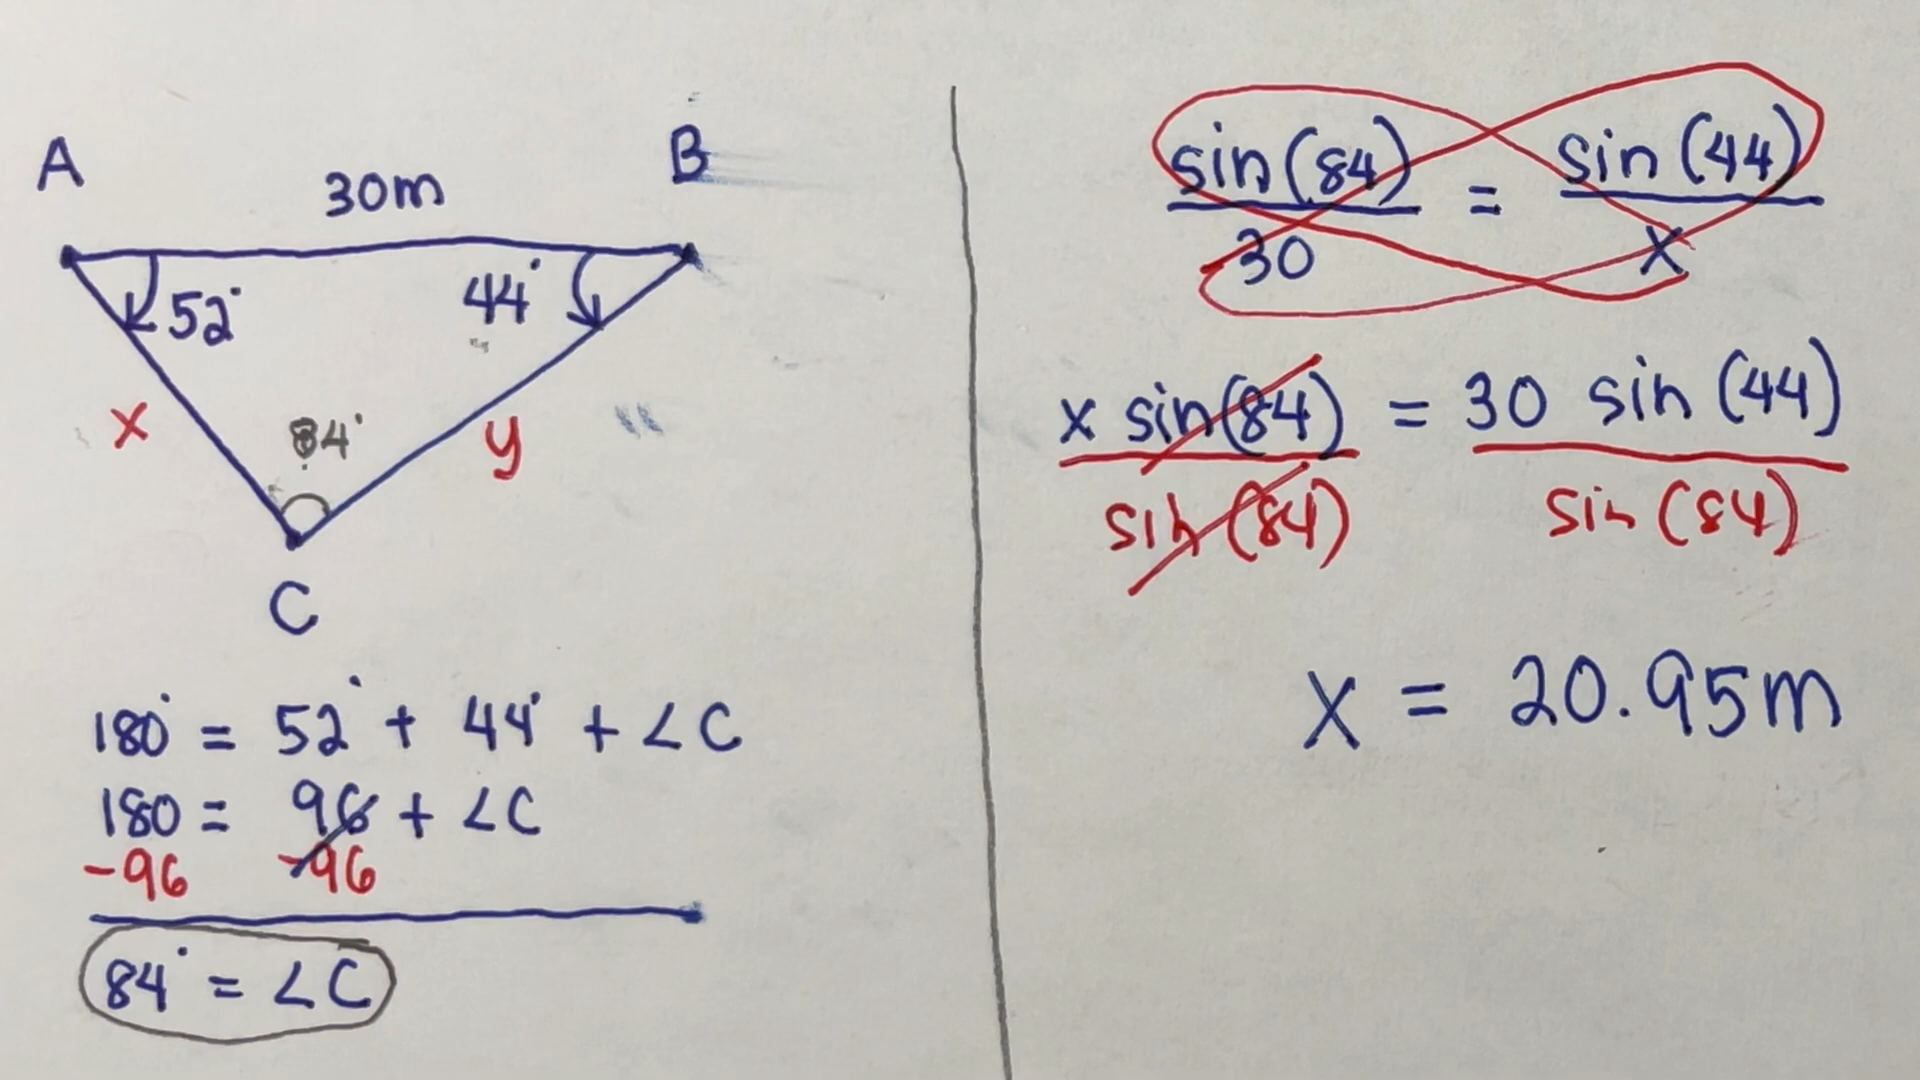 A
B
30m
52°
44°
x
84°
y
C
180° = 52° + 44° + ∠C
180 = 96 + ∠C
-96 -96
84° = ∠C
sin(84) = sin(44)
30 x
x sin(84) = 30 sin(44)
sin(84) sin(84)
x = 20.95m